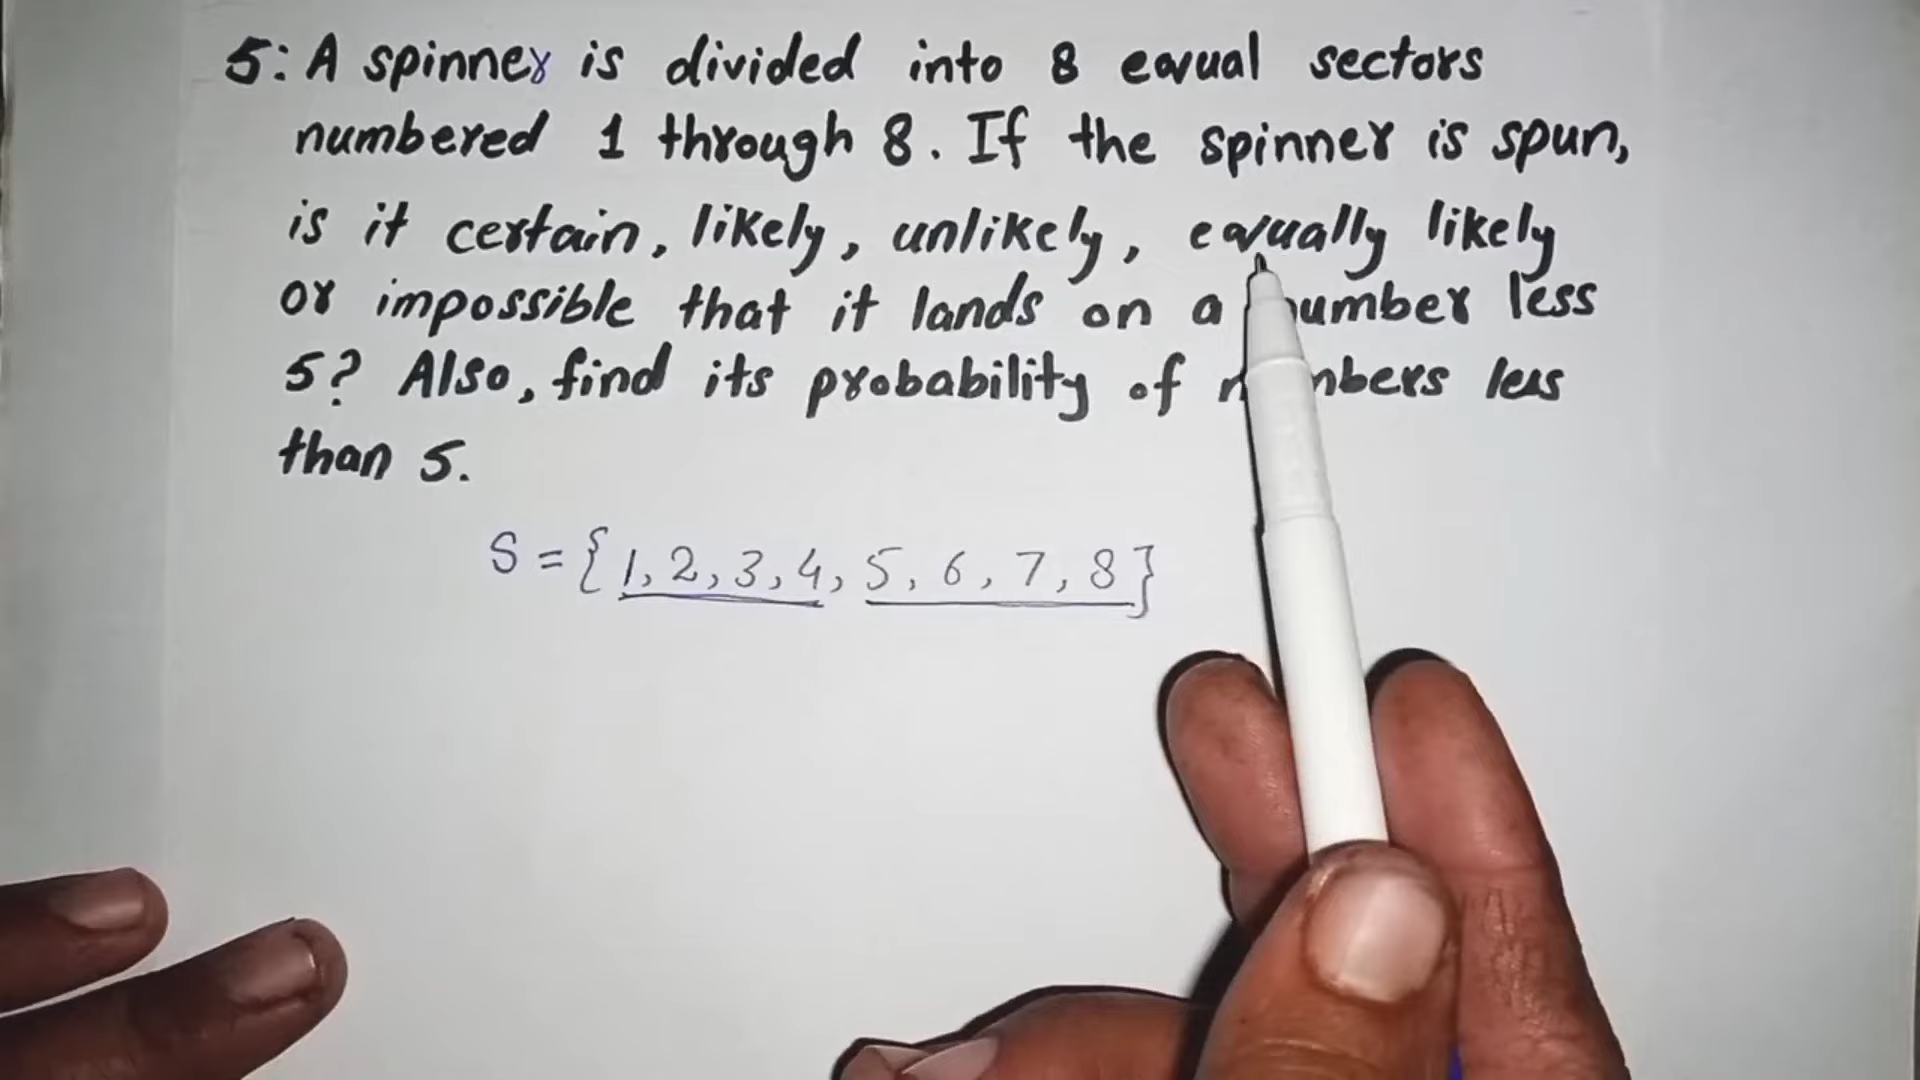 5: A spinner is divided into 8 equal sectors
numbered 1 through 8. If the spinner is spun,
is it certain, likely, unlikely, equally likely
or impossible that it lands on a number less
5? Also, find its probability of numbers less
than 5.
S = {1, 2, 3, 4, 5, 6, 7, 8}